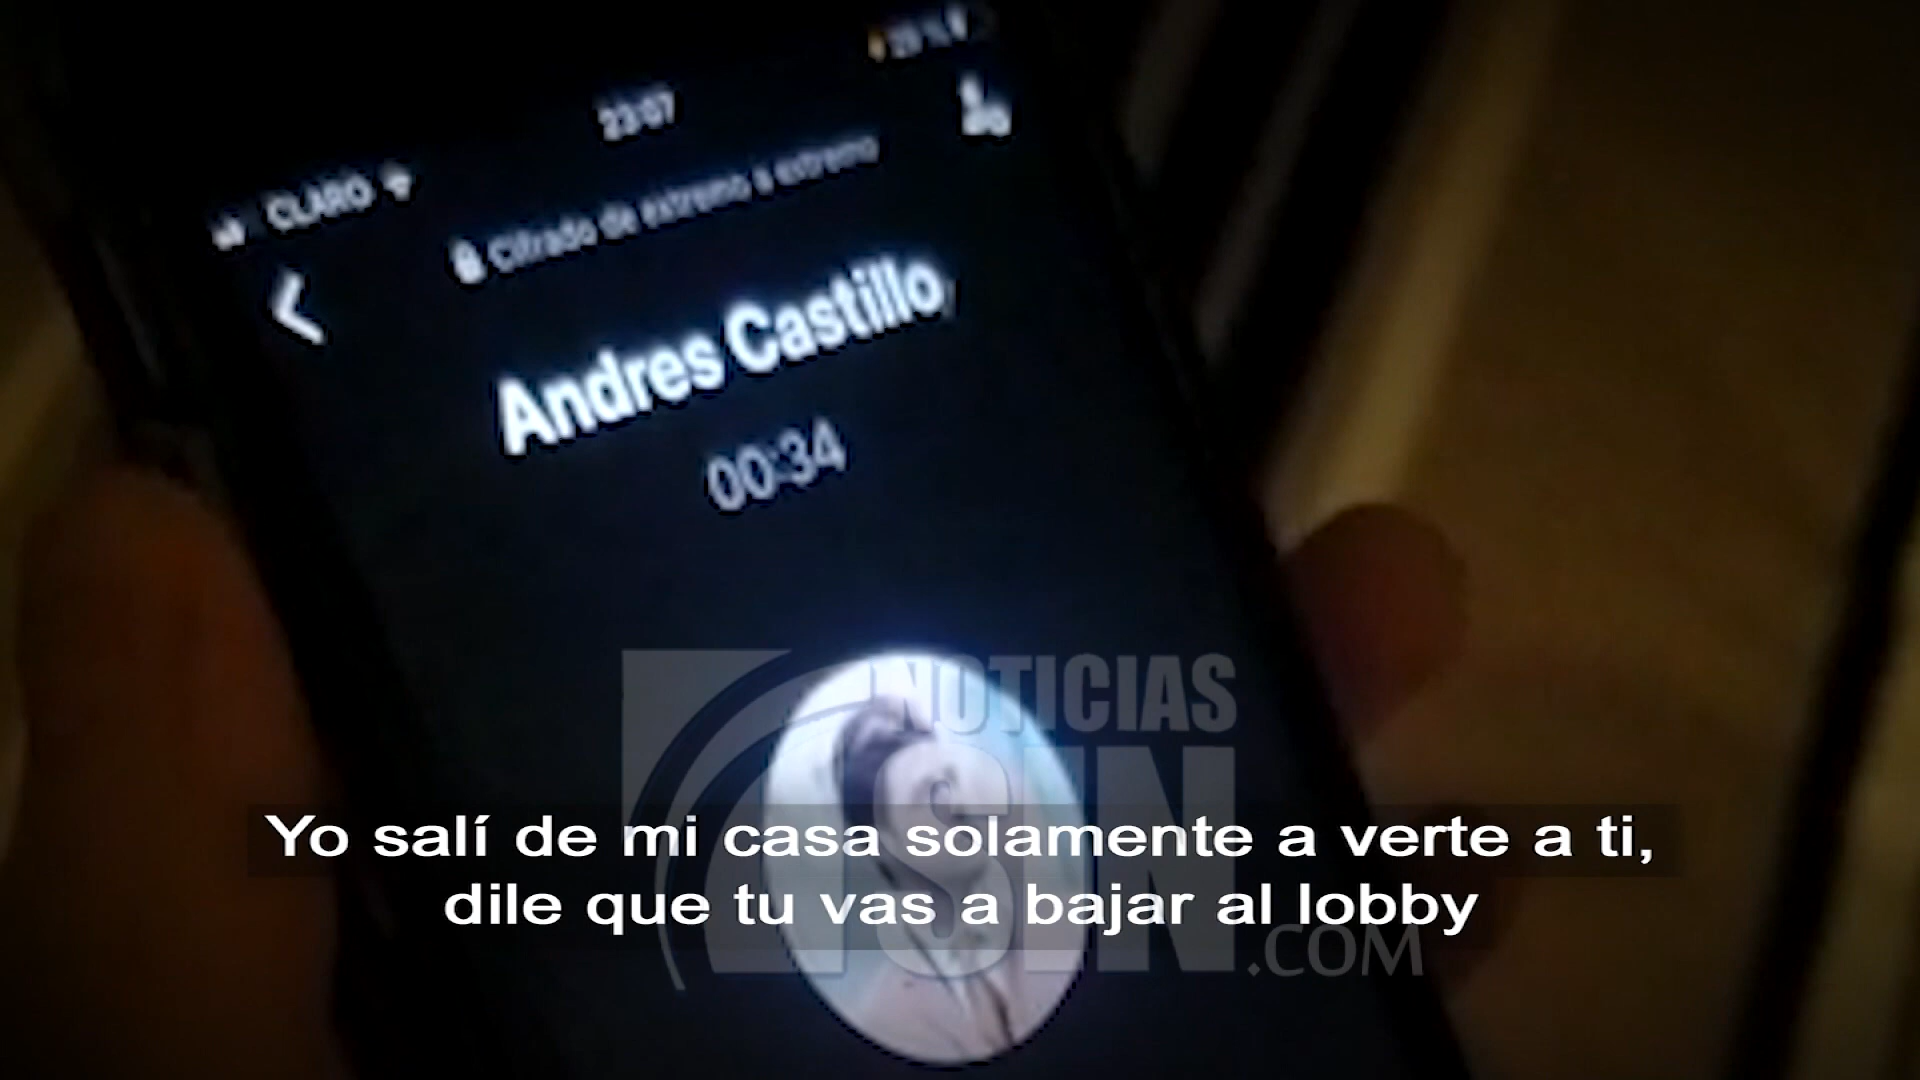 23:07
CLARO
Cifrado de extremo a extremo
Andres Castillo
00:34
NOTICIAS
SIN
.COM
Yo salí de mi casa solamente a verte a ti,
dile que tu vas a bajar al lobby